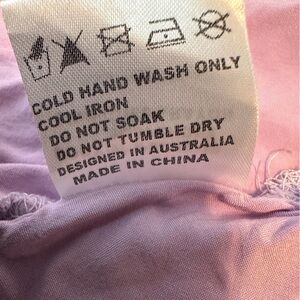 COLD HAND WASH ONLY
COOL IRON
DO NOT SOAK
DO NOT TUMBLE DRY
DESIGNED IN AUSTRALIA
MADE IN CHINA